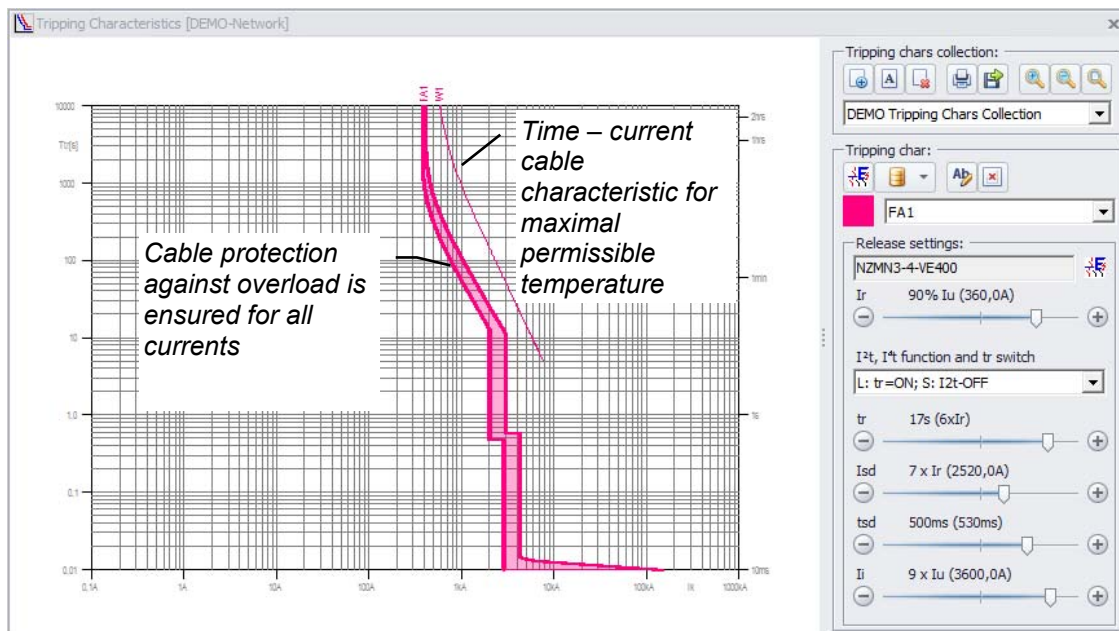 Tripping Characteristics [DEMO-Network]
FA1
W1
10000
Ttr[s]
1000
100
10
1.0
0.1
0.01
0,1A
1A
10A
100A
1kA
10kA
100kA
Ik
1000kA
2hrs
1hrs
1min
1s
10ms
Time – current
cable
characteristic for
maximal
permissible
temperature
Cable protection
against overload is
ensured for all
currents
Tripping chars collection:
A
DEMO Tripping Chars Collection
Tripping char:
Ab
FA1
Release settings:
NZMN3-4-VE400
Ir 90% Iu (360,0A)
I²t, I⁴t function and tr switch
L: tr=ON; S: I2t-OFF
tr 17s (6xIr)
Isd 7 x Ir (2520,0A)
tsd 500ms (530ms)
Ii 9 x Iu (3600,0A)